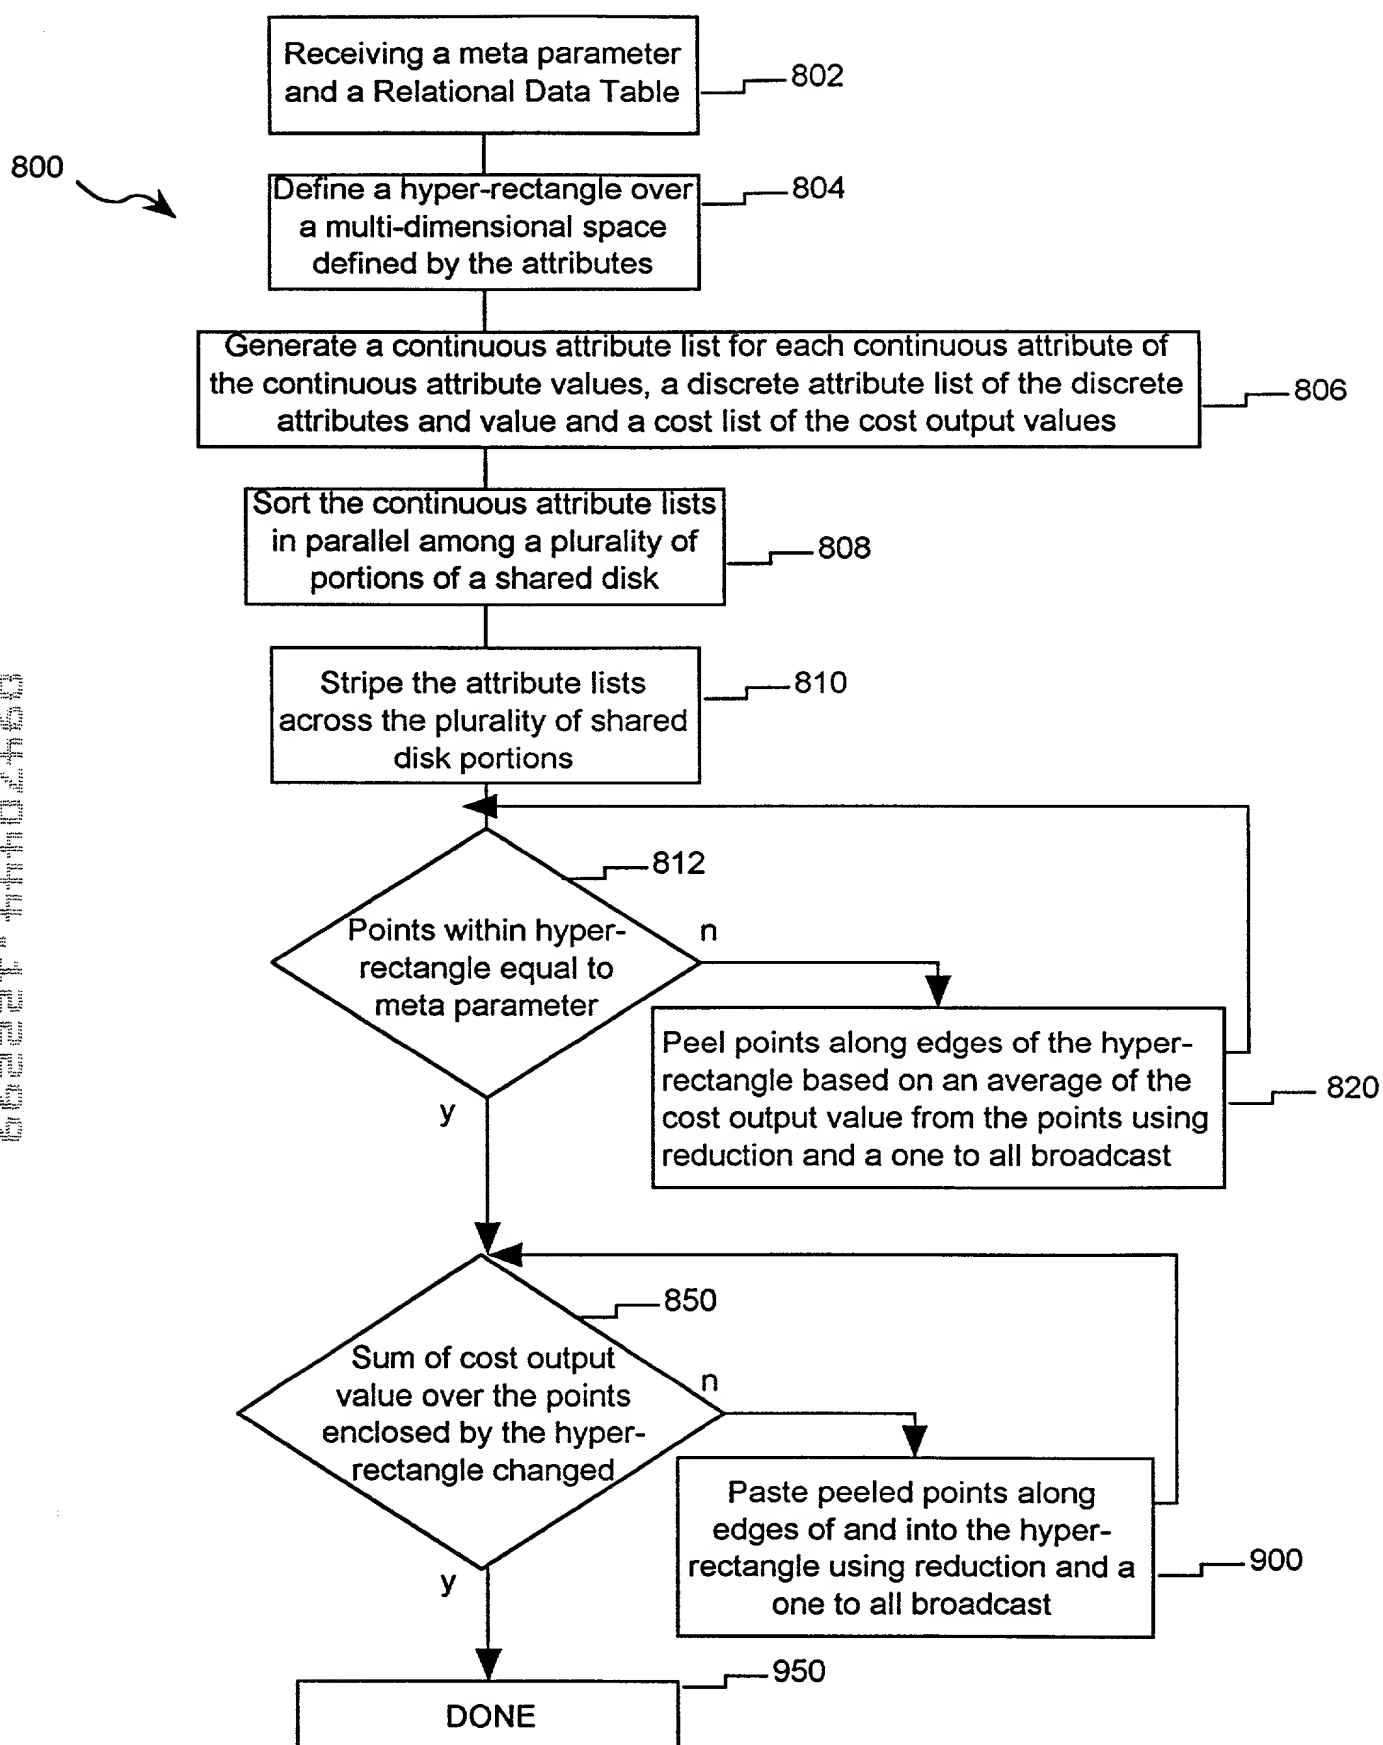 Receiving a meta parameter
and a Relational Data Table
802
800
Define a hyper-rectangle over
a multi-dimensional space
defined by the attributes
804
Generate a continuous attribute list for each continuous attribute of
the continuous attribute values, a discrete attribute list of the discrete
attributes and value and a cost list of the cost output values
806
Sort the continuous attribute lists
in parallel among a plurality of
portions of a shared disk
808
Stripe the attribute lists
across the plurality of shared
disk portions
810
812
Points within hyper-
rectangle equal to
meta parameter
n
y
Peel points along edges of the hyper-
rectangle based on an average of the
cost output value from the points using
reduction and a one to all broadcast
820
850
Sum of cost output
value over the points
enclosed by the hyper-
rectangle changed
n
y
Paste peeled points along
edges of and into the hyper-
rectangle using reduction and a
one to all broadcast
900
950
DONE